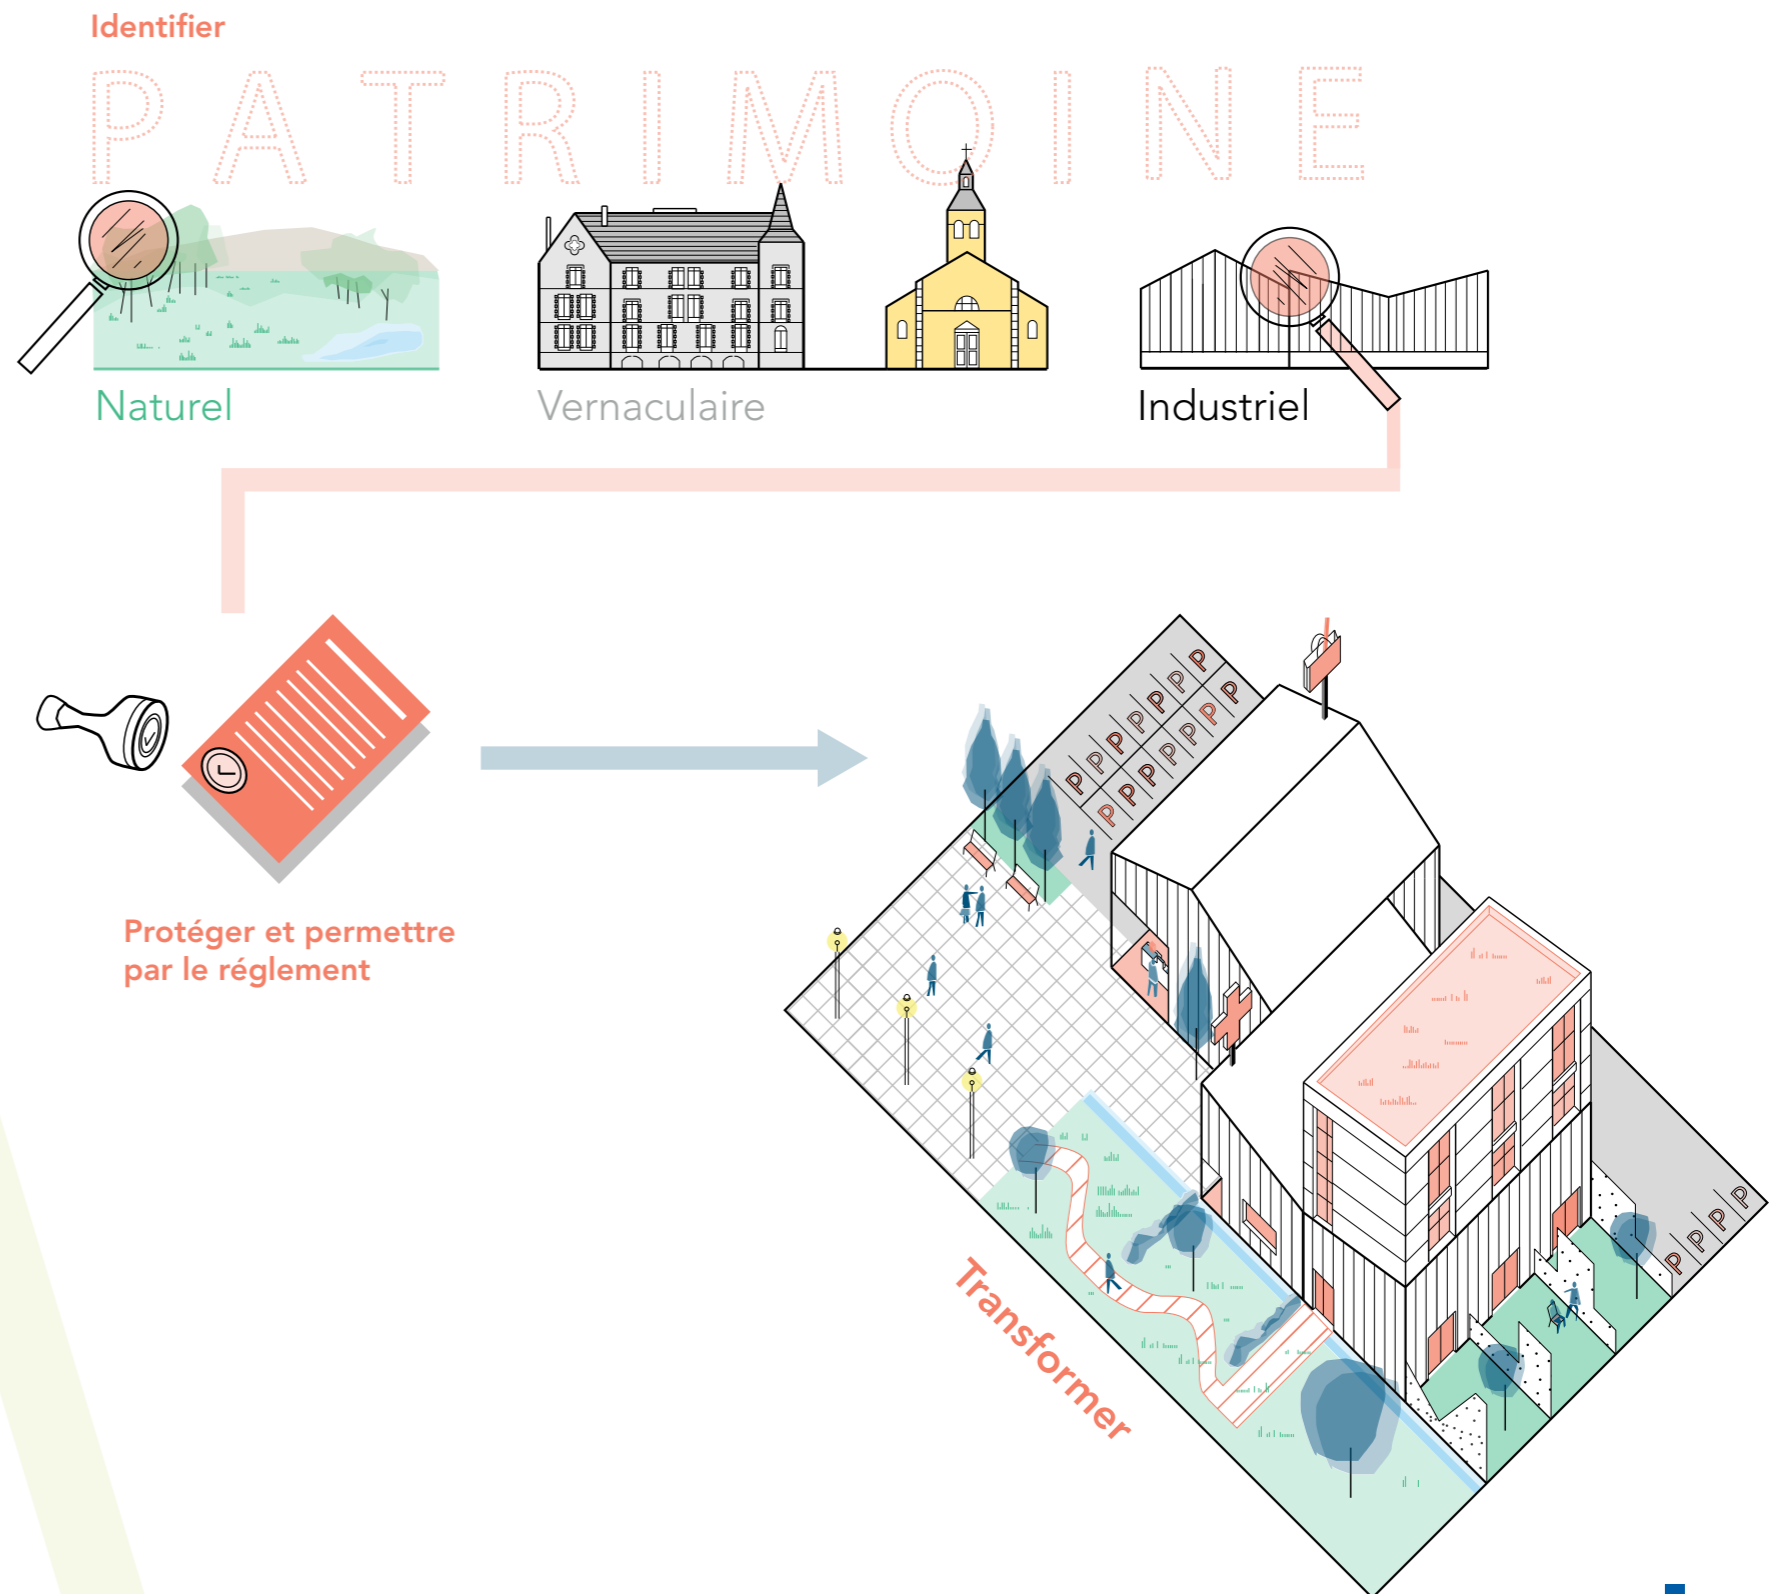 Identifier
PATRIMOINE
Naturel
Vernaculaire
Industriel
Protéger et permettre
par le réglement
P P P P P P
P P P P P P
Transformer
P P P P